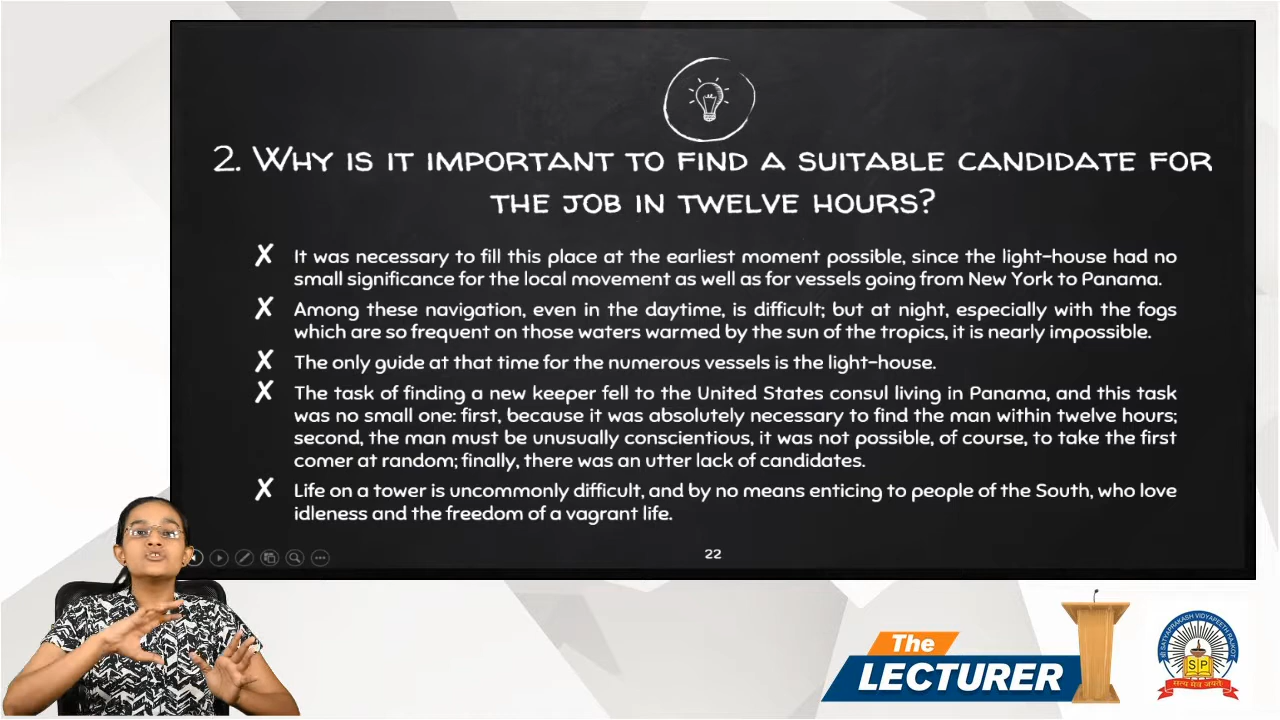 2. WHY IS IT IMPORTANT TO FIND A SUITABLE CANDIDATE FOR
THE JOB IN TWELVE HOURS?
X It was necessary to fill this place at the earliest moment possible, since the light-house had no
small significance for the local movement as well as for vessels going from New York to Panama.
X Among these navigation, even in the daytime, is difficult; but at night, especially with the fogs
which are so frequent on those waters warmed by the sun of the tropics, it is nearly impossible.
X The only guide at that time for the numerous vessels is the light-house.
X The task of finding a new keeper fell to the United States consul living in Panama, and this task
was no small one: first, because it was absolutely necessary to find the man within twelve hours;
second, the man must be unusually conscientious, it was not possible, of course, to take the first
comer at random; finally, there was an utter lack of candidates.
X Life on a tower is uncommonly difficult, and by no means enticing to people of the South, who love
idleness and the freedom of a vagrant life.
22
The
LECTURER
SATYAPRAKASH VIDYAPEETH RAJKOT
SP
सत्य मेव जयते